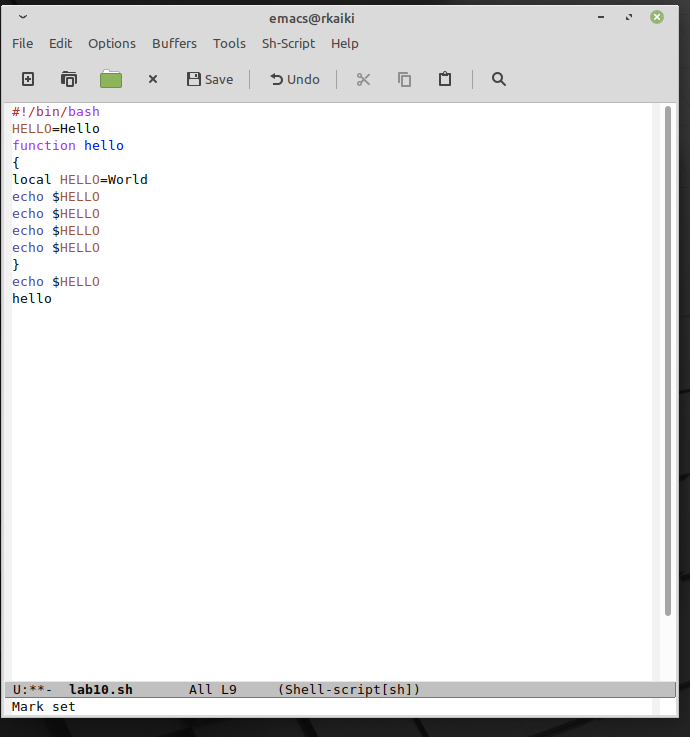 emacs@rkaiki
File Edit Options Buffers Tools Sh-Script Help
Save Undo
#!/bin/bash
HELLO=Hello
function hello
{
local HELLO=World
echo $HELLO
echo $HELLO
echo $HELLO
echo $HELLO
}
echo $HELLO
hello
U:**- lab10.sh All L9 (Shell-script[sh])
Mark set